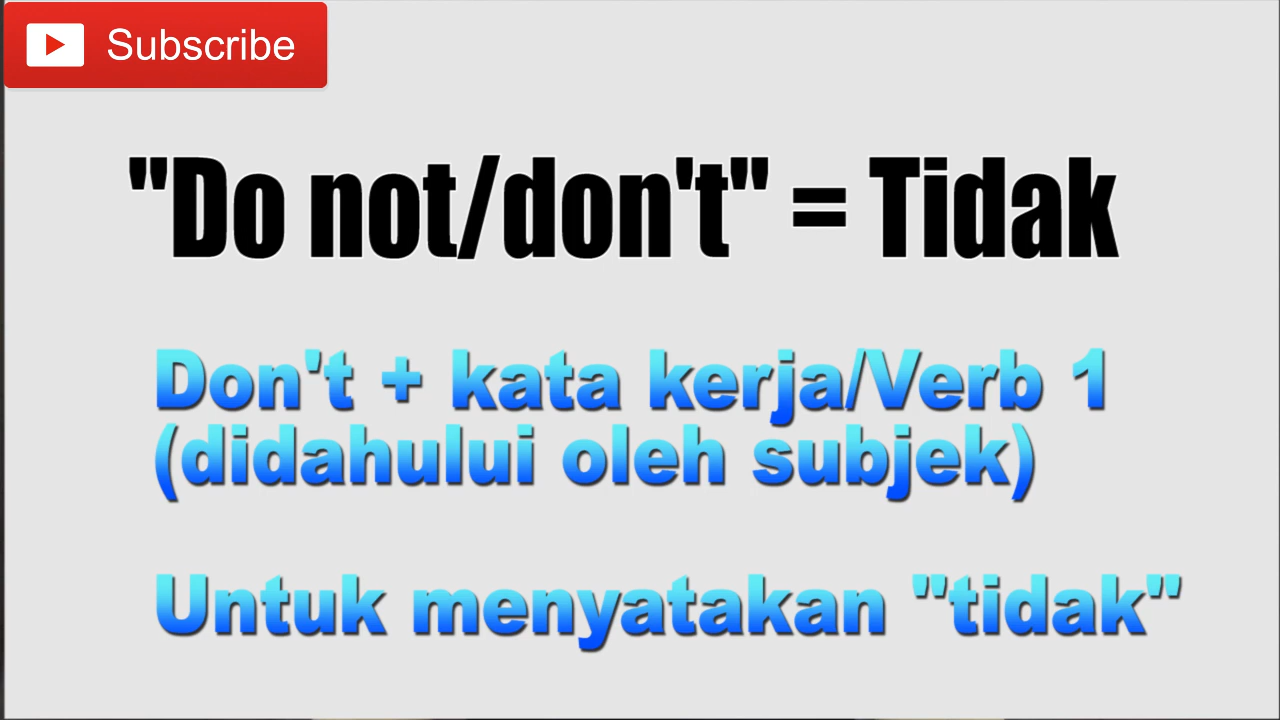 Subscribe
"Do not/don't" = Tidak
Don't + kata kerja/Verb 1
(didahului oleh subjek)
Untuk menyatakan "tidak"